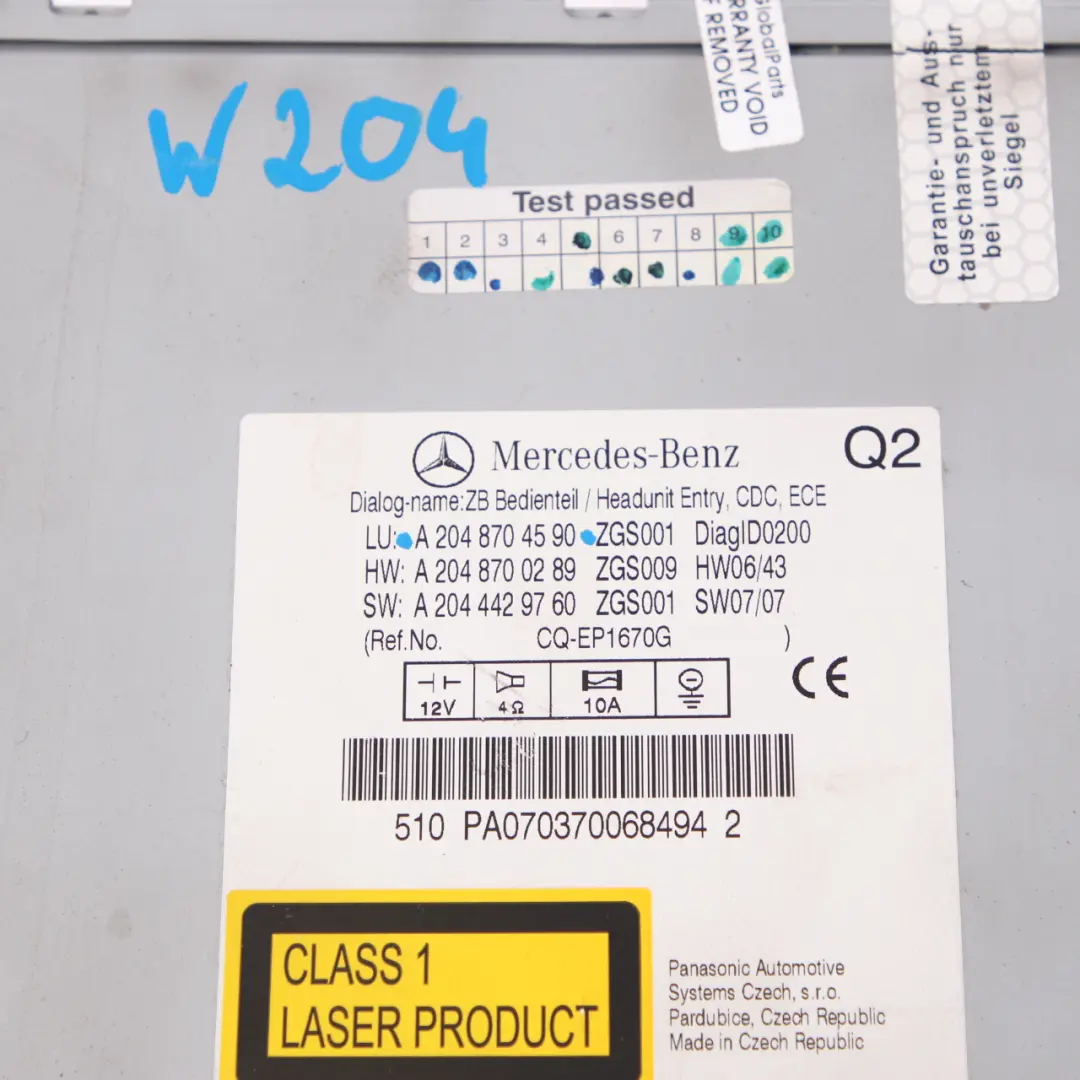 GlobalParts
WARRANTY VOID
IF REMOVED
Garantie- und Aus-
tauschanspruch nur
bei unverletztem
Siegel
W204
Test passed
1 2 3 4 6 7 8 9 10
Mercedes-Benz
Q2
Dialog-name:ZB Bedienteil / Headunit Entry, CDC, ECE
LU: A 204 870 45 90 ZGS001 DiagID0200
HW: A 204 870 02 89 ZGS009 HW06/43
SW: A 204 442 97 60 ZGS001 SW07/07
(Ref.No. CQ-EP1670G )
12V 4Ω 10A
CE
510 PA070370068494 2
CLASS 1
LASER PRODUCT
Panasonic Automotive
Systems Czech, s.r.o.
Pardubice, Czech Republic
Made in Czech Republic